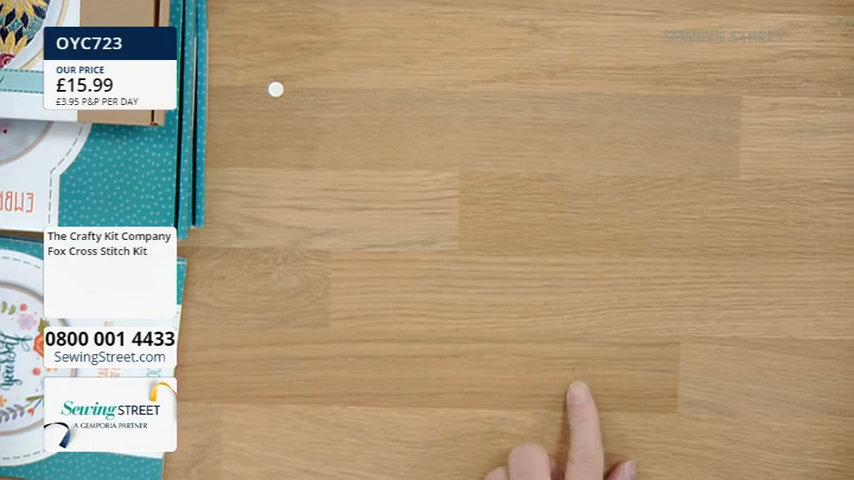 SEWING STREET
OYC723
OUR PRICE
£15.99
£3.95 P&P PER DAY
The Crafty Kit Company
Fox Cross Stitch Kit
0800 001 4433
SewingStreet.com
Sewing STREET
A GEMPORIA PARTNER